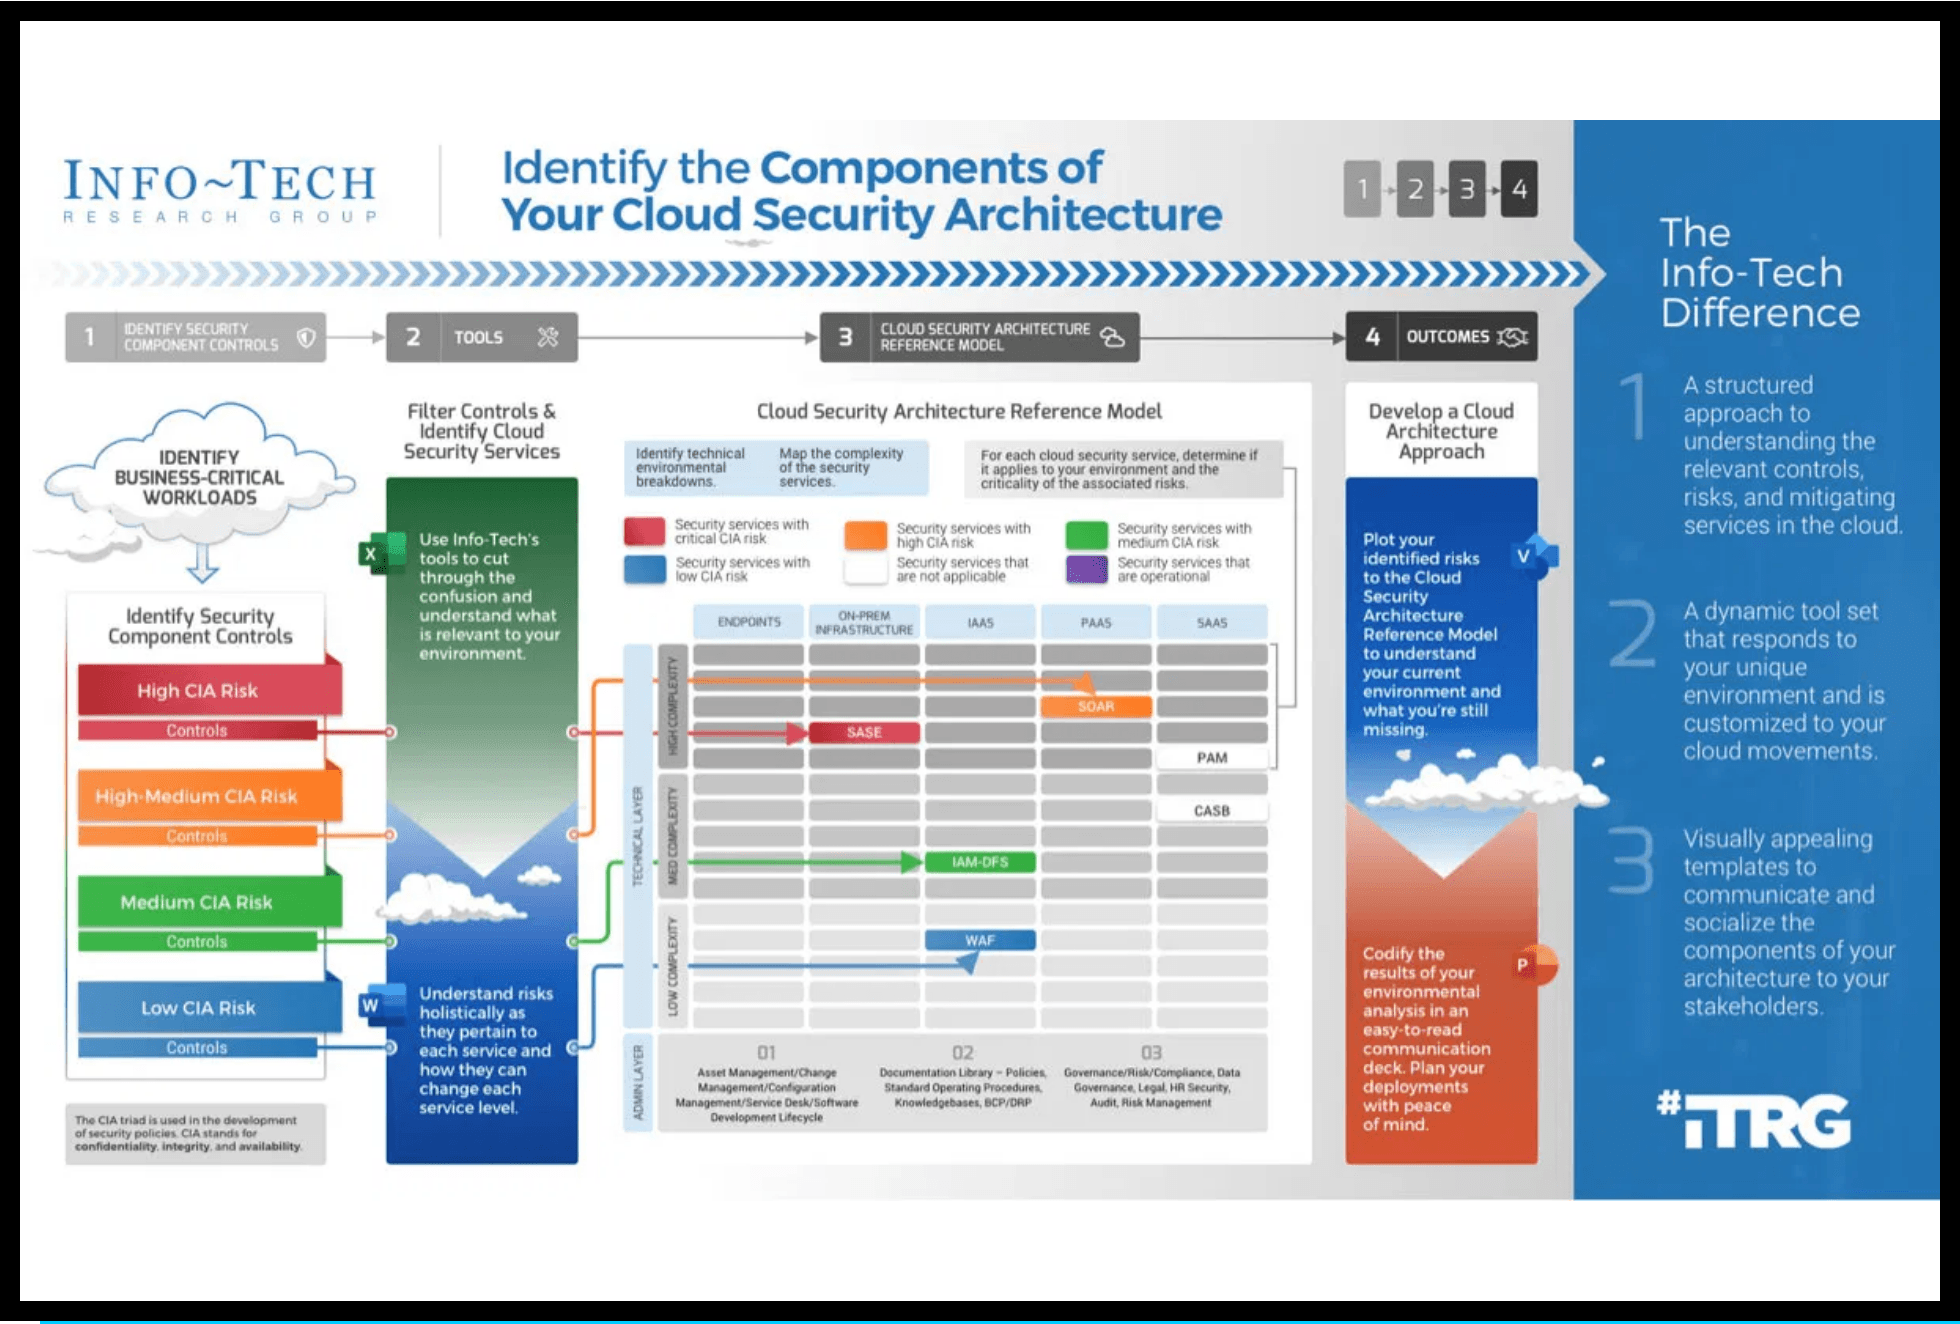 INFO~TECH
RESEARCH GROUP
Identify the Components of
Your Cloud Security Architecture
1
2
3
4
1
IDENTIFY SECURITY
COMPONENT CONTROLS
2
TOOLS
3
CLOUD SECURITY ARCHITECTURE
REFERENCE MODEL
4
OUTCOMES
IDENTIFY
BUSINESS-CRITICAL
WORKLOADS
Identify Security
Component Controls
High CIA Risk
Controls
High-Medium CIA Risk
Controls
Medium CIA Risk
Controls
Low CIA Risk
Controls
The CIA triad is used in the development
of security policies. CIA stands for
confidentiality, integrity, and availability.
Filter Controls &
Identify Cloud
Security Services
X
Use Info-Tech's
tools to cut
through the
confusion and
understand what
is relevant to your
environment.
W
Understand risks
holistically as
they pertain to
each service and
how they can
change each
service level.
Cloud Security Architecture Reference Model
Identify technical
environmental
breakdowns.
Map the complexity
of the security
services.
For each cloud security service, determine if
it applies to your environment and the
criticality of the associated risks.
Security services with
critical CIA risk
Security services with
high CIA risk
Security services with
medium CIA risk
Security services with
low CIA risk
Security services that
are not applicable
Security services that
are operational
ENDPOINTS
ON-PREM
INFRASTRUCTURE
IAAS
PAAS
SAAS
TECHNICAL LAYER
HIGH COMPLEXITY
SOAR
SASE
PAM
MED COMPLEXITY
CASB
IAM-DFS
LOW COMPLEXITY
WAF
ADMIN LAYER
01
Asset Management/Change
Management/Configuration
Management/Service Desk/Software
Development Lifecycle
02
Documentation Library – Policies,
Standard Operating Procedures,
Knowledgebases, BCP/DRP
03
Governance/Risk/Compliance, Data
Governance, Legal, HR Security,
Audit, Risk Management
Develop a Cloud
Architecture
Approach
Plot your
identified risks
to the Cloud
Security
Architecture
Reference Model
to understand
your current
environment and
what you're still
missing.
V
Codify the
results of your
environmental
analysis in an
easy-to-read
communication
deck. Plan your
deployments
with peace
of mind.
P
The
Info-Tech
Difference
1
A structured
approach to
understanding the
relevant controls,
risks, and mitigating
services in the cloud.
2
A dynamic tool set
that responds to
your unique
environment and is
customized to your
cloud movements.
3
Visually appealing
templates to
communicate and
socialize the
components of your
architecture to your
stakeholders.
#iTRG